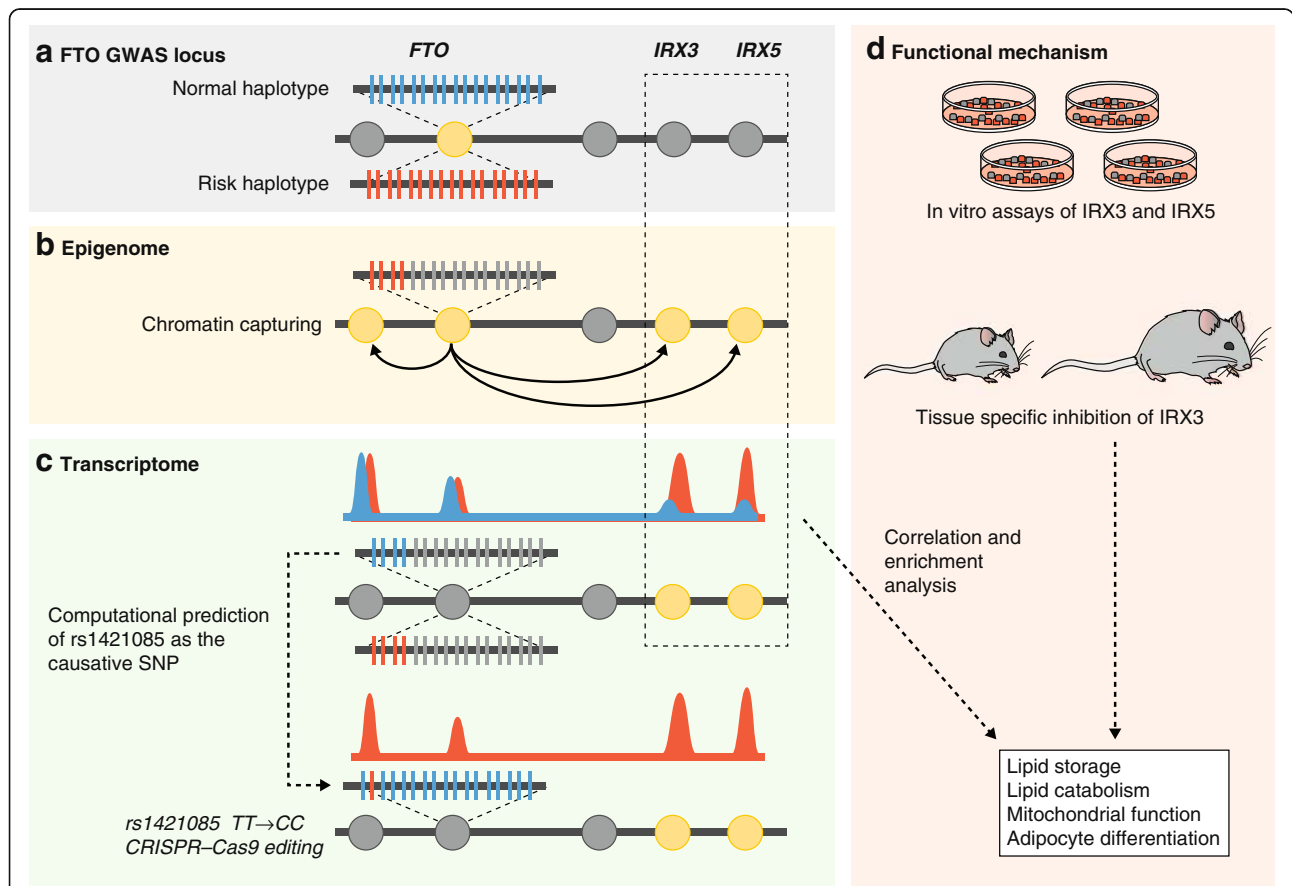 a FTO GWAS locus
FTO
IRX3
IRX5
Normal haplotype
Risk haplotype
b Epigenome
Chromatin capturing
c Transcriptome
Computational prediction
of rs1421085 as the
causative SNP
rs1421085 TT→CC
CRISPR–Cas9 editing
d Functional mechanism
In vitro assays of IRX3 and IRX5
Tissue specific inhibition of IRX3
Correlation and
enrichment
analysis
Lipid storage
Lipid catabolism
Mitochondrial function
Adipocyte differentiation